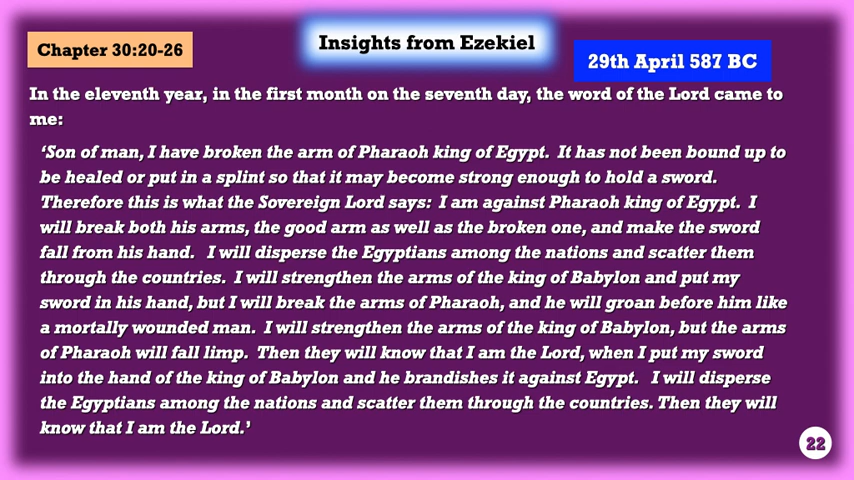 Chapter 30:20-26
Insights from Ezekiel
29th April 587 BC
In the eleventh year, in the first month on the seventh day, the word of the Lord came to
me:
‘Son of man, I have broken the arm of Pharaoh king of Egypt.  It has not been bound up to
be healed or put in a splint so that it may become strong enough to hold a sword.
Therefore this is what the Sovereign Lord says:  I am against Pharaoh king of Egypt.  I
will break both his arms, the good arm as well as the broken one, and make the sword
fall from his hand.   I will disperse the Egyptians among the nations and scatter them
through the countries.  I will strengthen the arms of the king of Babylon and put my
sword in his hand, but I will break the arms of Pharaoh, and he will groan before him like
a mortally wounded man.  I will strengthen the arms of the king of Babylon, but the arms
of Pharaoh will fall limp.  Then they will know that I am the Lord, when I put my sword
into the hand of the king of Babylon and he brandishes it against Egypt.   I will disperse
the Egyptians among the nations and scatter them through the countries. Then they will
know that I am the Lord.’
22